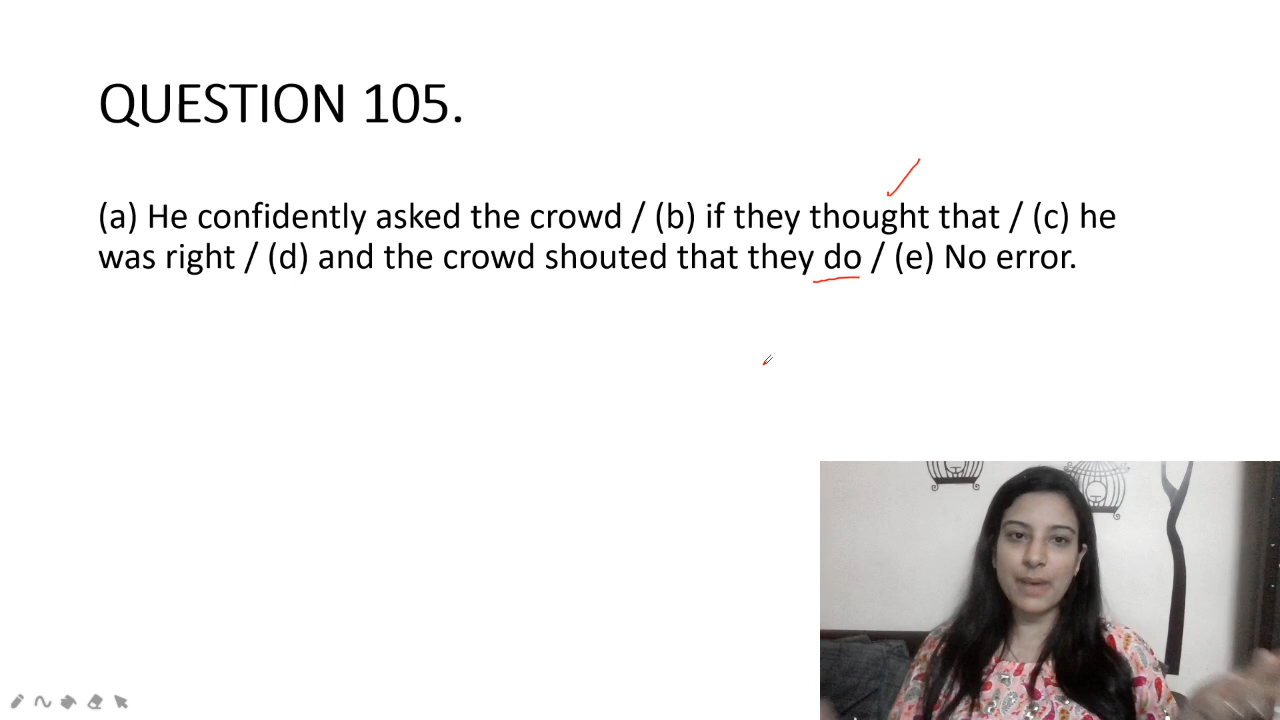 QUESTION 105.
(a) He confidently asked the crowd / (b) if they thought that / (c) he
was right / (d) and the crowd shouted that they do / (e) No error.